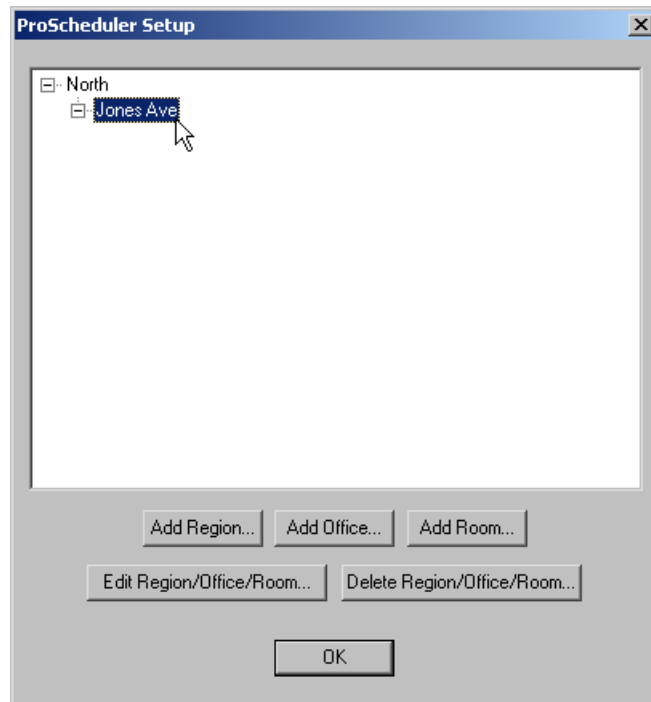 ProScheduler Setup
North
Jones Ave
Add Region... Add Office... Add Room...
Edit Region/Office/Room... Delete Region/Office/Room...
OK